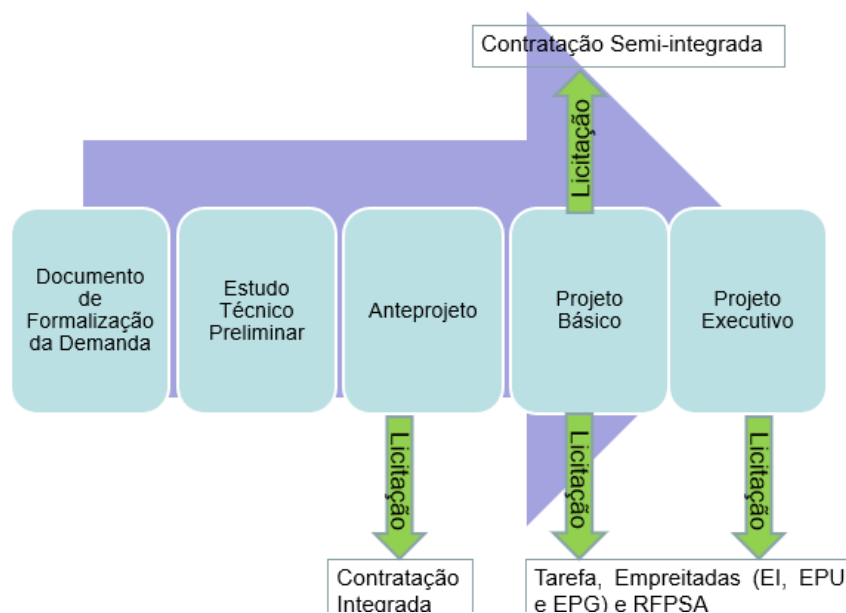 Contratação Semi-integrada
Licitação
Documento
de
Formalização
da Demanda
Estudo
Técnico
Preliminar
Anteprojeto
Projeto
Básico
Projeto
Executivo
Licitação
Licitação
Licitação
Contratação
Integrada
Tarefa, Empreitadas (EI, EPU
e EPG) e RFPSA